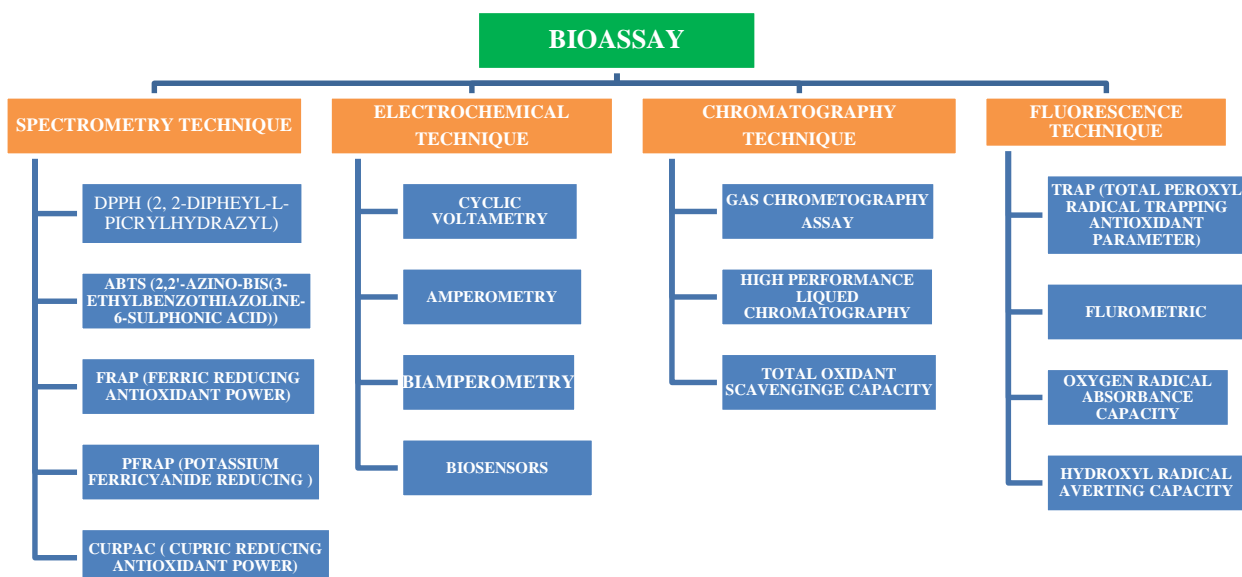 BIOASSAY
SPECTROMETRY TECHNIQUE
DPPH (2, 2-DIPHEYL-L-
PICRYLHYDRAZYL)
ABTS (2,2'-AZINO-BIS(3-
ETHYLBENZOTHIAZOLINE-
6-SULPHONIC ACID))
FRAP (FERRIC REDUCING
ANTIOXIDANT POWER)
PFRAP (POTASSIUM
FERRICYANIDE REDUCING )
CURPAC ( CUPRIC REDUCING
ANTIOXIDANT POWER)
ELECTROCHEMICAL
TECHNIQUE
CYCLIC
VOLTAMETRY
AMPEROMETRY
BIAMPEROMETRY
BIOSENSORS
CHROMATOGRAPHY
TECHNIQUE
GAS CHROMETOGRAPHY
ASSAY
HIGH PERFORMANCE
LIQUED
CHROMATOGRAPHY
TOTAL OXIDANT
SCAVENGINGE CAPACITY
FLUORESCENCE
TECHNIQUE
TRAP (TOTAL PEROXYL
RADICAL TRAPPING
ANTIOXIDANT
PARAMETER)
FLUROMETRIC
OXYGEN RADICAL
ABSORBANCE
CAPACITY
HYDROXYL RADICAL
AVERTING CAPACITY